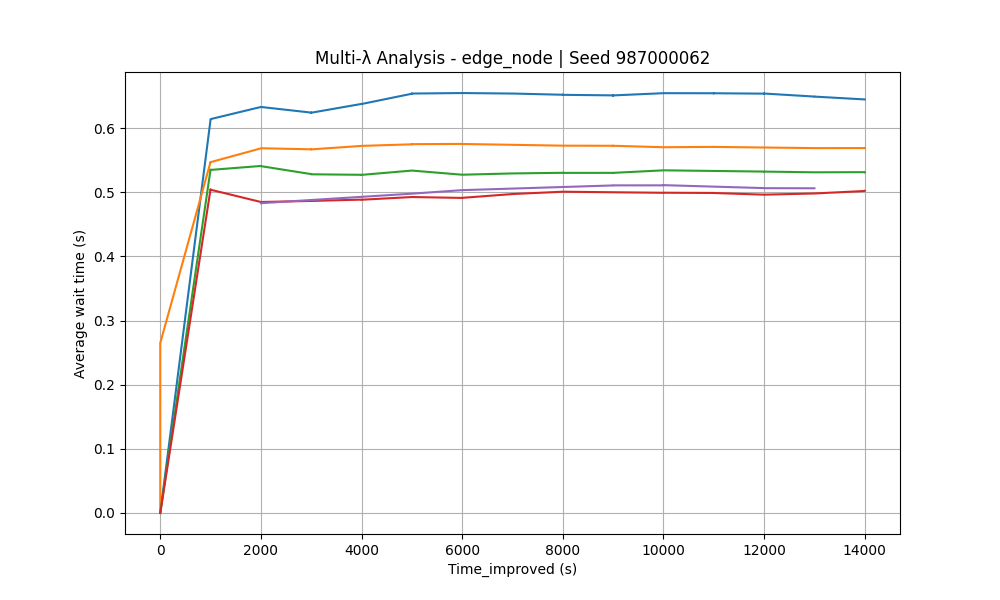 Multi-λ Analysis - edge_node | Seed 987000062
Average wait time (s)
0.6
0.5
0.4
0.3
0.2
0.1
0.0
0 2000 4000 6000 8000 10000 12000 14000
Time_improved (s)